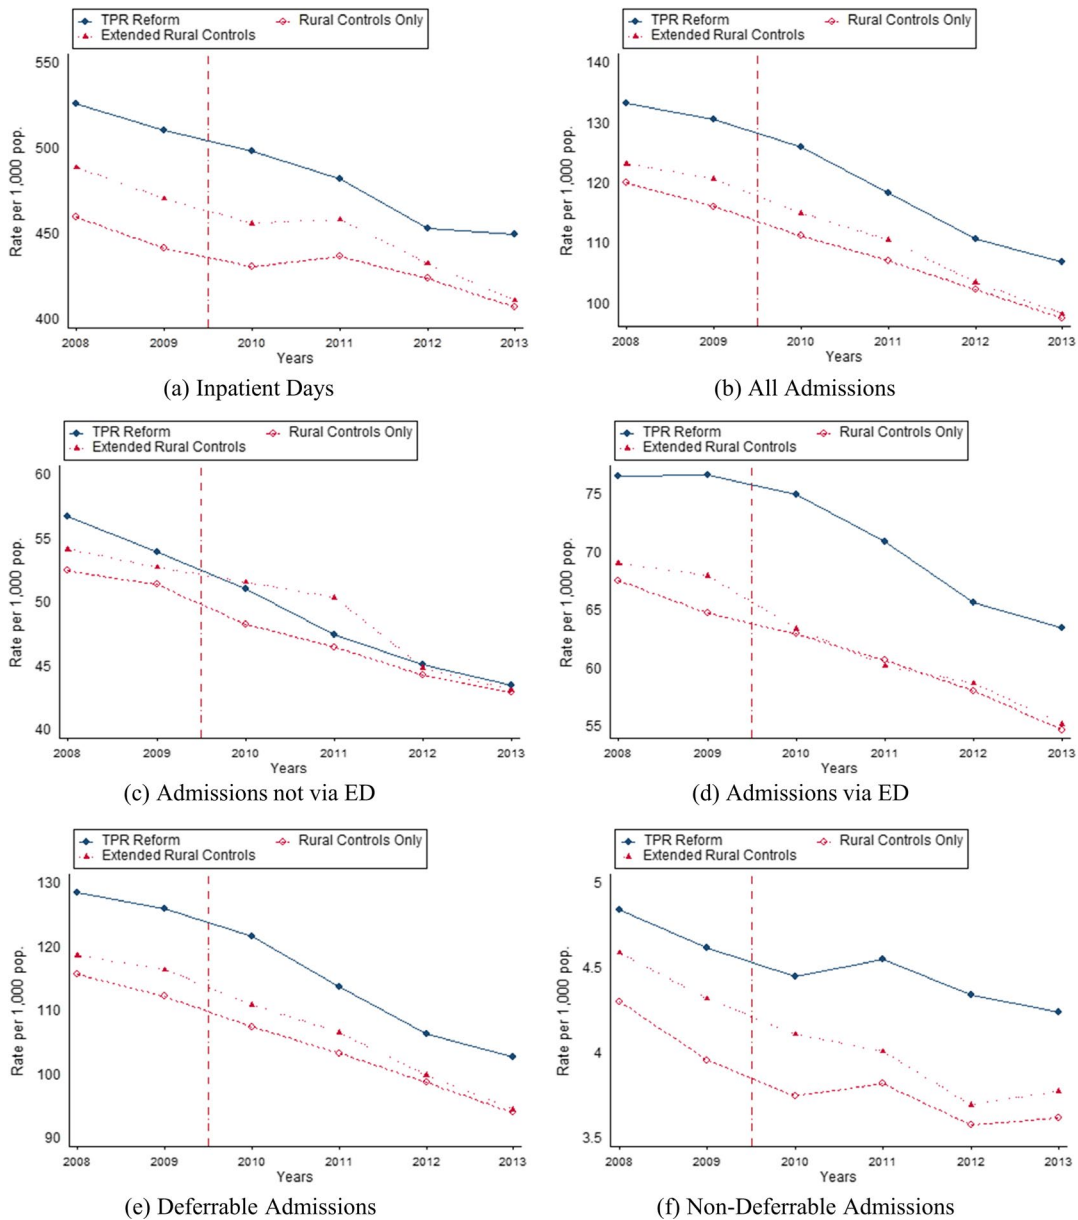 TPR Reform
Rural Controls Only
Extended Rural Controls
550
500
450
400
Rate per 1,000 pop.
2008 2009 2010 2011 2012 2013
Years
(a) Inpatient Days
TPR Reform
Rural Controls Only
Extended Rural Controls
140
130
120
110
100
Rate per 1,000 pop.
2008 2009 2010 2011 2012 2013
Years
(b) All Admissions
TPR Reform
Rural Controls Only
Extended Rural Controls
60
55
50
45
40
Rate per 1,000 pop.
2008 2009 2010 2011 2012 2013
Years
(c) Admissions not via ED
TPR Reform
Rural Controls Only
Extended Rural Controls
75
70
65
60
55
Rate per 1,000 pop.
2008 2009 2010 2011 2012 2013
Years
(d) Admissions via ED
TPR Reform
Rural Controls Only
Extended Rural Controls
130
120
110
100
90
Rate per 1,000 pop.
2008 2009 2010 2011 2012 2013
Years
(e) Deferrable Admissions
TPR Reform
Rural Controls Only
Extended Rural Controls
5
4.5
4
3.5
Rate per 1,000 pop.
2008 2009 2010 2011 2012 2013
Years
(f) Non-Deferrable Admissions